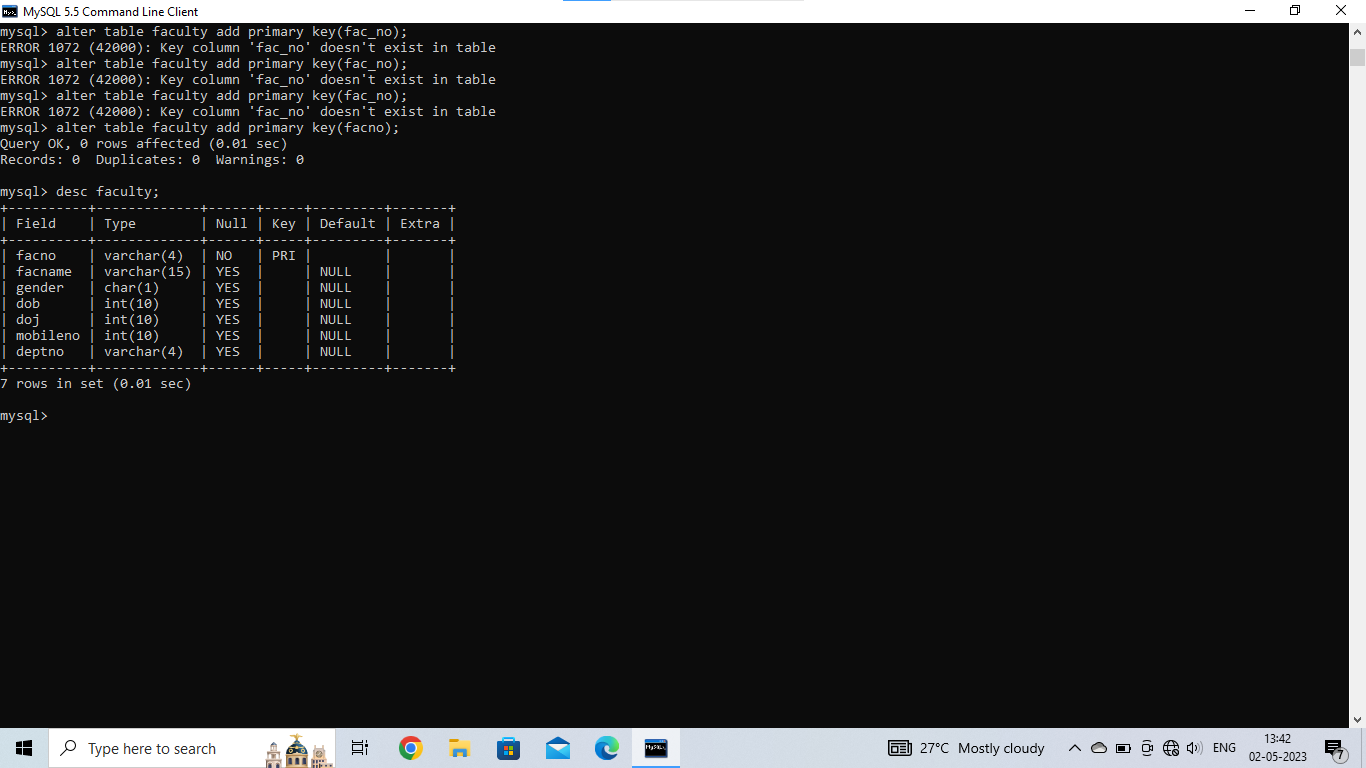 MySQL 5.5 Command Line Client
mysql> alter table faculty add primary key(fac_no);
ERROR 1072 (42000): Key column 'fac_no' doesn't exist in table
mysql> alter table faculty add primary key(fac_no);
ERROR 1072 (42000): Key column 'fac_no' doesn't exist in table
mysql> alter table faculty add primary key(fac_no);
ERROR 1072 (42000): Key column 'fac_no' doesn't exist in table
mysql> alter table faculty add primary key(facno);
Query OK, 0 rows affected (0.01 sec)
Records: 0  Duplicates: 0  Warnings: 0
mysql> desc faculty;
+----------+-------------+------+-----+---------+-------+
| Field    | Type        | Null | Key | Default | Extra |
+----------+-------------+------+-----+---------+-------+
| facno    | varchar(4)  | NO   | PRI |         |       |
| facname  | varchar(15) | YES  |     | NULL    |       |
| gender   | char(1)     | YES  |     | NULL    |       |
| dob      | int(10)     | YES  |     | NULL    |       |
| doj      | int(10)     | YES  |     | NULL    |       |
| mobileno | int(10)     | YES  |     | NULL    |       |
| deptno   | varchar(4)  | YES  |     | NULL    |       |
+----------+-------------+------+-----+---------+-------+
7 rows in set (0.01 sec)
mysql>
Type here to search
27°C Mostly cloudy
ENG
13:42
02-05-2023
7